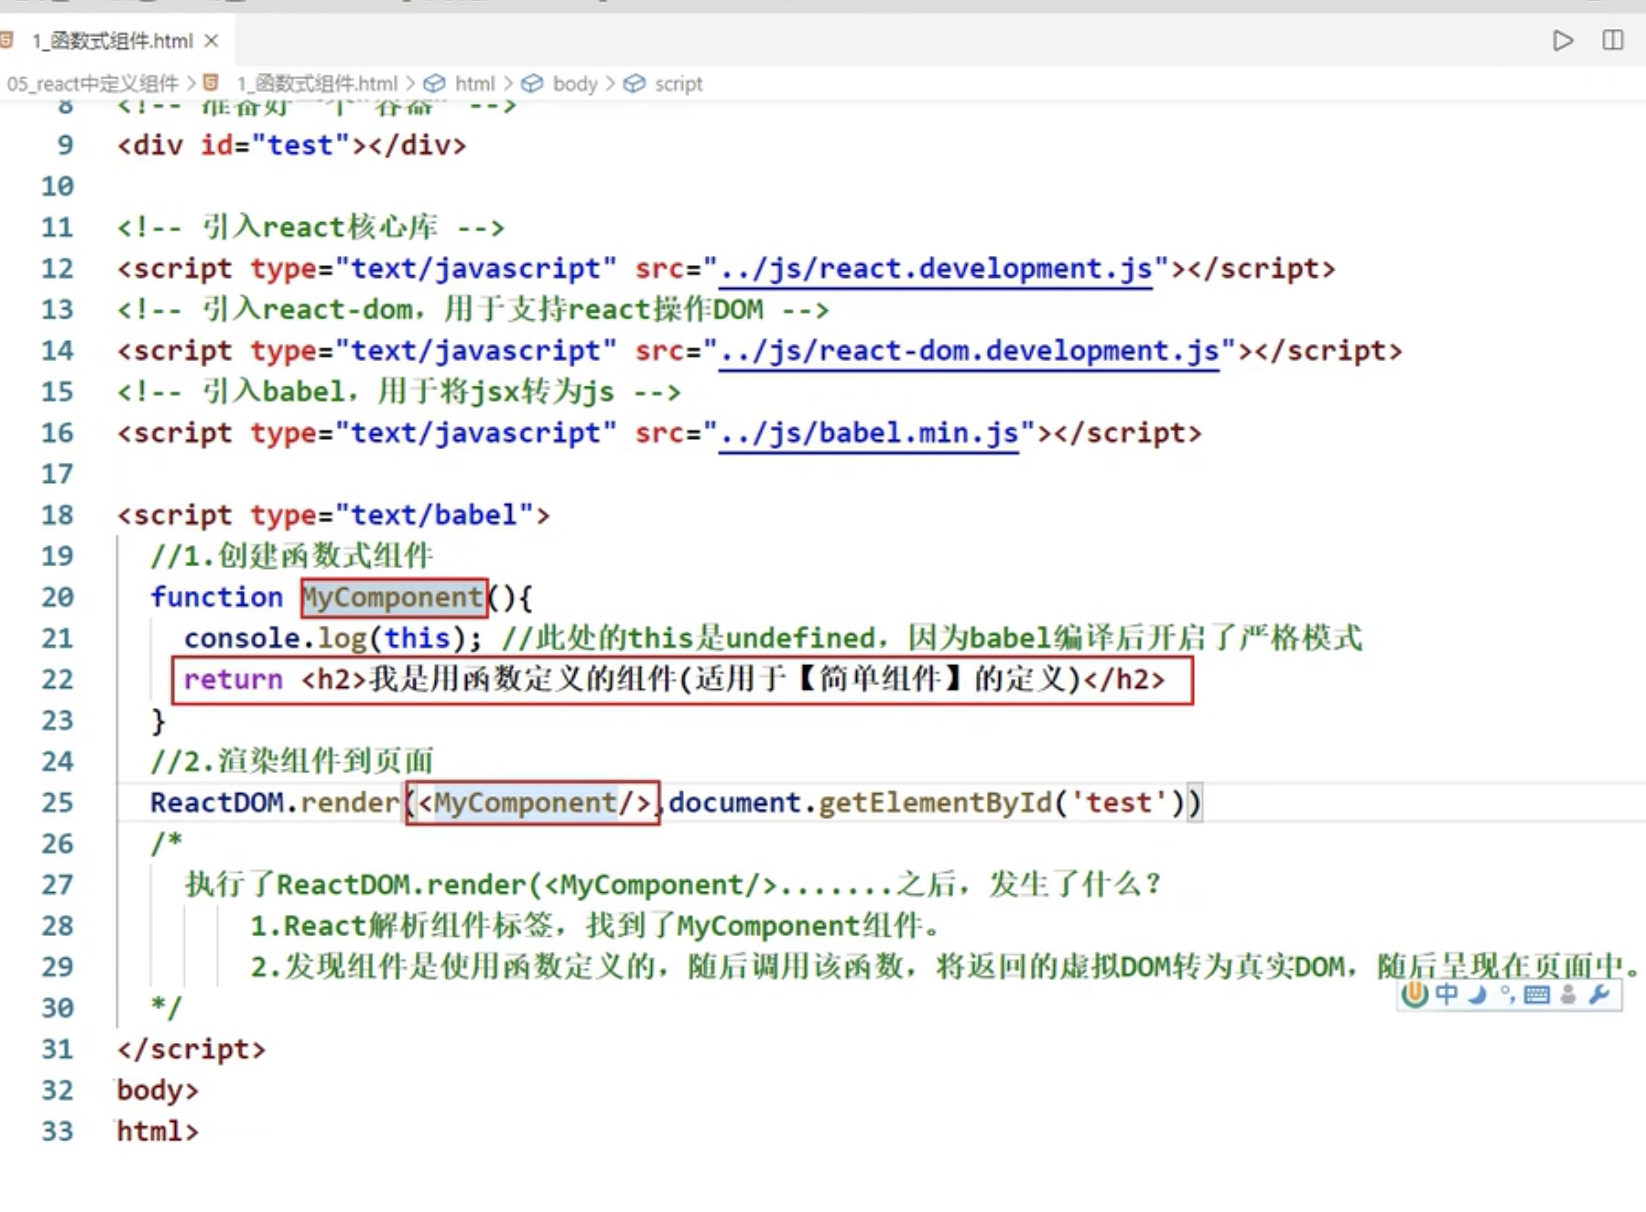 1_函数式组件.html ×
05_react中定义组件 > 1_函数式组件.html > html > body > script
8 <!-- 准备好一个“容器” -->
9 <div id="test"></div>
10
11 <!-- 引入react核心库 -->
12 <script type="text/javascript" src="../js/react.development.js"></script>
13 <!-- 引入react-dom，用于支持react操作DOM -->
14 <script type="text/javascript" src="../js/react-dom.development.js"></script>
15 <!-- 引入babel，用于将jsx转为js -->
16 <script type="text/javascript" src="../js/babel.min.js"></script>
17
18 <script type="text/babel">
19 //1.创建函数式组件
20 function MyComponent(){
21 console.log(this); //此处的this是undefined，因为babel编译后开启了严格模式
22 return <h2>我是用函数定义的组件(适用于【简单组件】的定义)</h2>
23 }
24 //2.渲染组件到页面
25 ReactDOM.render(<MyComponent/>,document.getElementById('test'))
26 /*
27 执行了ReactDOM.render(<MyComponent/>.......之后，发生了什么？
28 1.React解析组件标签，找到了MyComponent组件。
29 2.发现组件是使用函数定义的，随后调用该函数，将返回的虚拟DOM转为真实DOM，随后呈现在页面中。
中
30 */
31 </script>
32 body>
33 html>